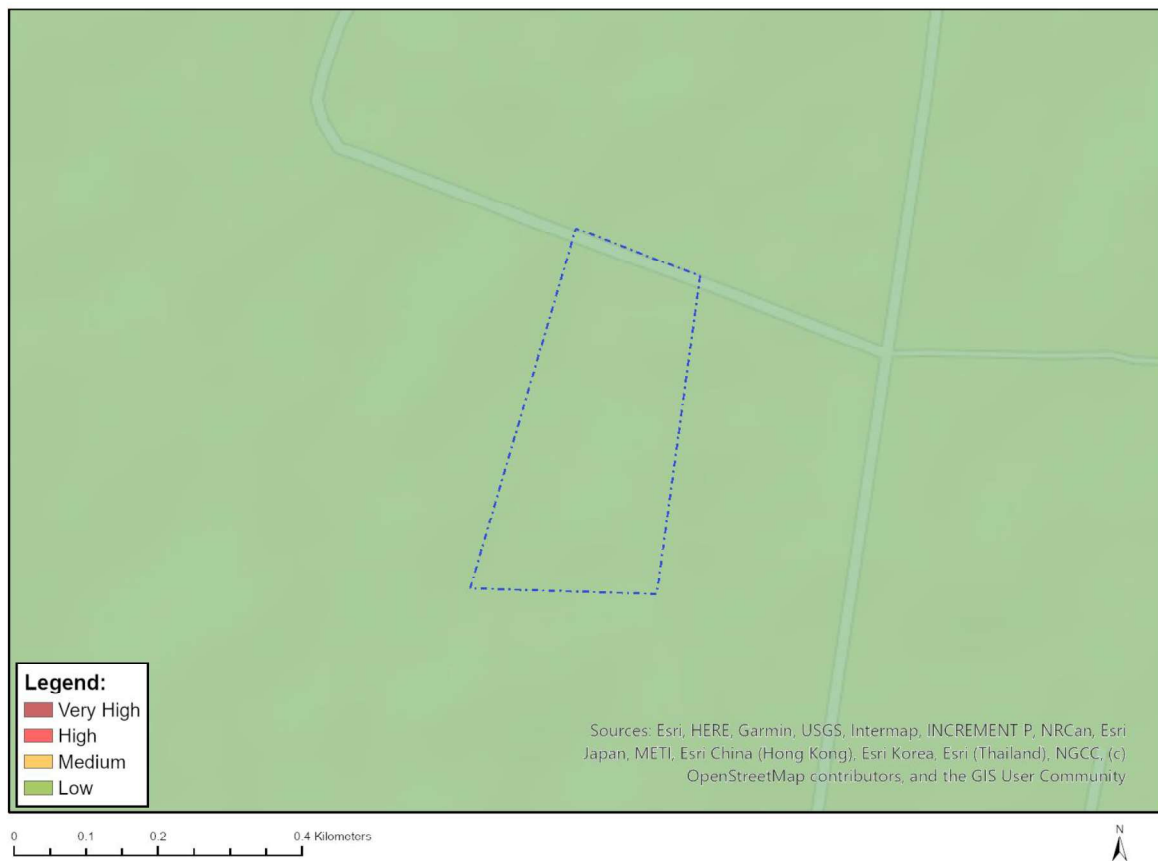 Legend:
Very High
High
Medium
Low
Sources: Esri, HERE, Garmin, USGS, Intermap, INCREMENT P, NRCan, Esri
Japan, METI, Esri China (Hong Kong), Esri Korea, Esri (Thailand), NGCC, (c)
OpenStreetMap contributors, and the GIS User Community
0 0.1 0.2 0.4 Kilometers
N